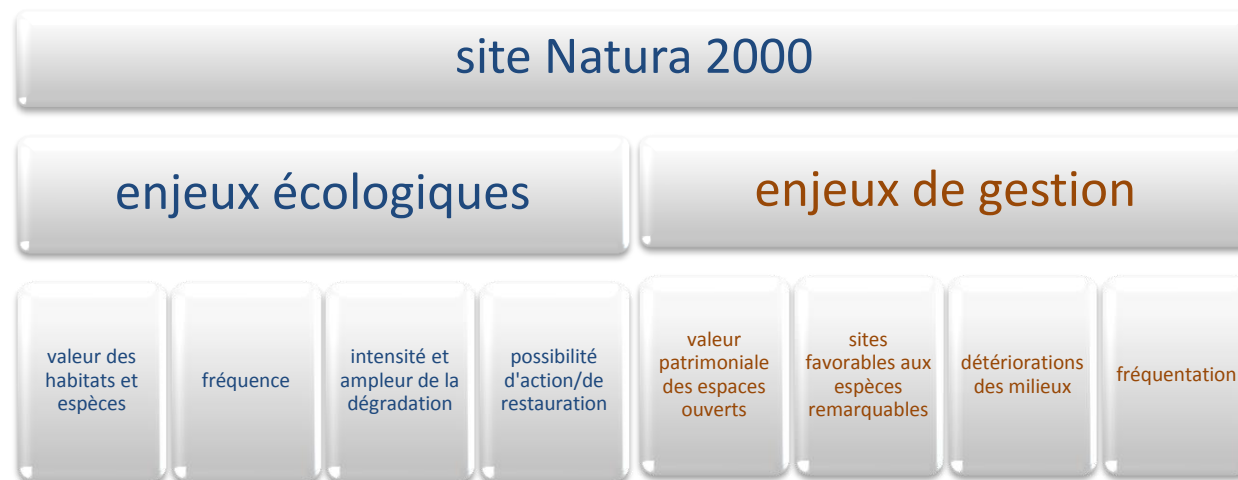 site Natura 2000
enjeux écologiques
enjeux de gestion
valeur des
habitats et
espèces
fréquence
intensité et
ampleur de la
dégradation
possibilité
d'action/de
restauration
valeur
patrimoniale
des espaces
ouverts
sites
favorables aux
espèces
remarquables
détériorations
des milieux
fréquentation